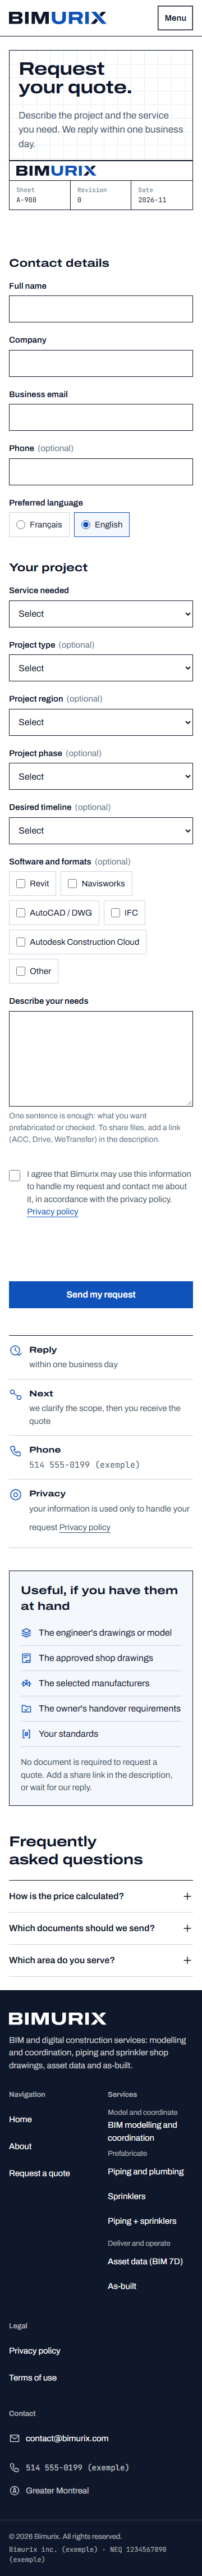 BIMURIX
Menu
Request
your quote.
Describe your project and the service
you need. We reply within one business
day.
BIMURIX
Sheet
A-900
Revision
0
Date
2026-11
Contact details
Full name
Company
Business email
Phone (optional)
Preferred language
Français
English
Your project
Service needed
Select
Project type (optional)
Select
Project region (optional)
Select
Project phase (optional)
Select
Desired timeline (optional)
Select
Software and formats (optional)
Revit
Navisworks
AutoCAD / DWG
IFC
Autodesk Construction Cloud
Other
Describe your needs
One sentence is enough: what you want
prefabricated or checked. To share files, add a link
(ACC, Drive, WeTransfer) in the description.
I agree that Bimurix may use this information
to handle my request and contact me about
it, in accordance with the privacy policy.
Privacy policy
Send my request
Reply
within one business day
Next
we clarify the scope, then you receive the
quote
Phone
514 555-0199 (exemple)
Privacy
your information is used only to handle your
request Privacy policy
Useful, if you have them
at hand
The engineer's drawings or model
The approved shop drawings
The selected manufacturers
The owner's handover requirements
Your standards
No document is required to request a
quote. Add a share link in the description,
or wait for our reply.
Frequently
asked questions
How is the price calculated?
Which documents should we send?
Which area do you serve?
BIMURIX
BIM and digital construction services: modelling
and coordination, piping and sprinkler shop
drawings, asset data and as-built.
Navigation
Home
About
Request a quote
Services
Model and coordinate
BIM modelling and
coordination
Prefabricate
Piping and plumbing
Sprinklers
Piping + sprinklers
Deliver and operate
Asset data (BIM 7D)
As-built
Legal
Privacy policy
Terms of use
Contact
contact@bimurix.com
514 555-0199 (exemple)
Greater Montreal
© 2026 Bimurix. All rights reserved.
Bimurix inc. (exemple) · NEQ 1234567890
(exemple)